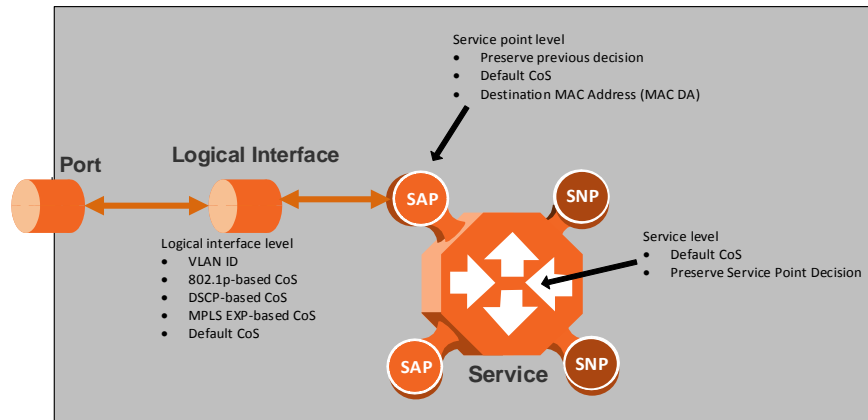 Service point level
• Preserve previous decision
• Default CoS
• Destination MAC Address (MAC DA)
Port
Logical Interface
SAP
SNP
Logical interface level
• VLAN ID
• 802.1p-based CoS
• DSCP-based CoS
• MPLS EXP-based CoS
• Default CoS
Service level
• Default CoS
• Preserve Service Point Decision
SAP
Service
SNP